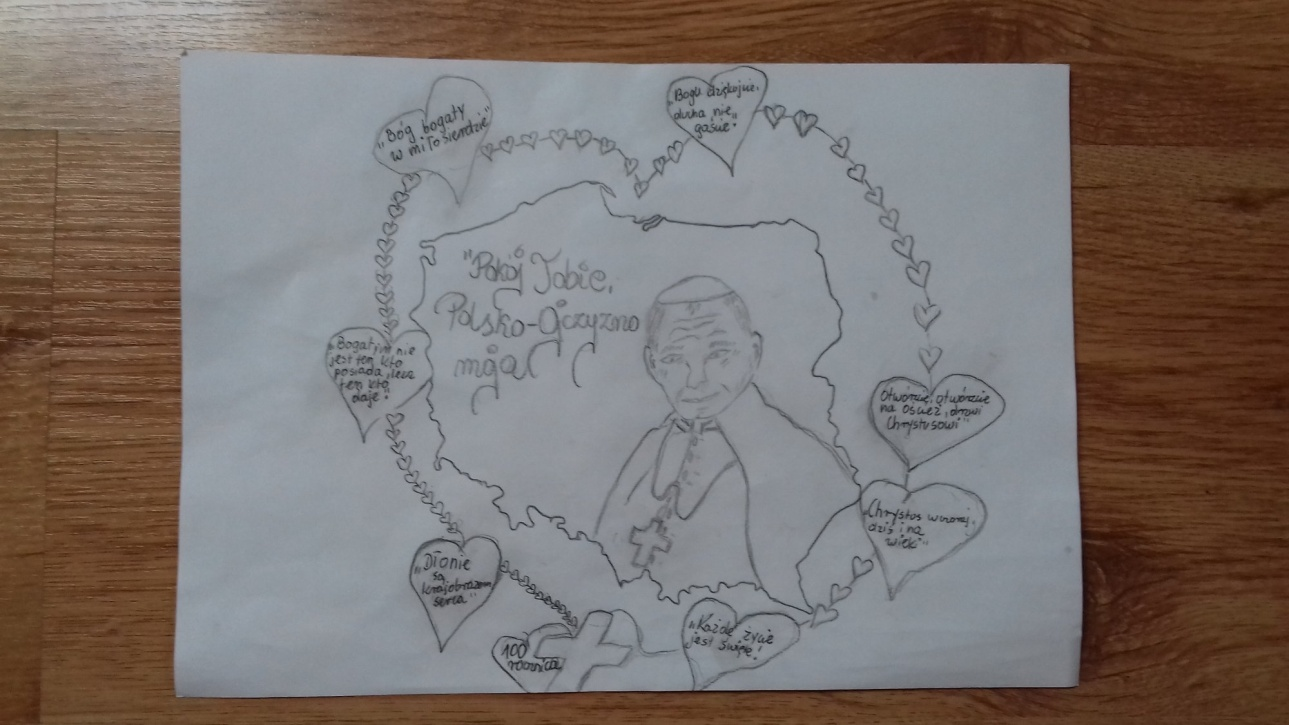 „Bóg bogaty
w miłosierdzie"
„Bogu dziękujcie,
ducha nie
gaście"
"Pokój Tobie,
Polsko-Ojczyzno
moja
„Bogatym nie
jest ten kto
posiada, lecz
ten kto
daje"
Otwórzcie, otwórzcie
na oścież, drzwi
Chrystusowi"
„Chrystus wczoraj,
dziś i na
wieki"
„Dłonie
są
krajobrazem
serca"
„Każde życie
jest święte!
100
rocznica